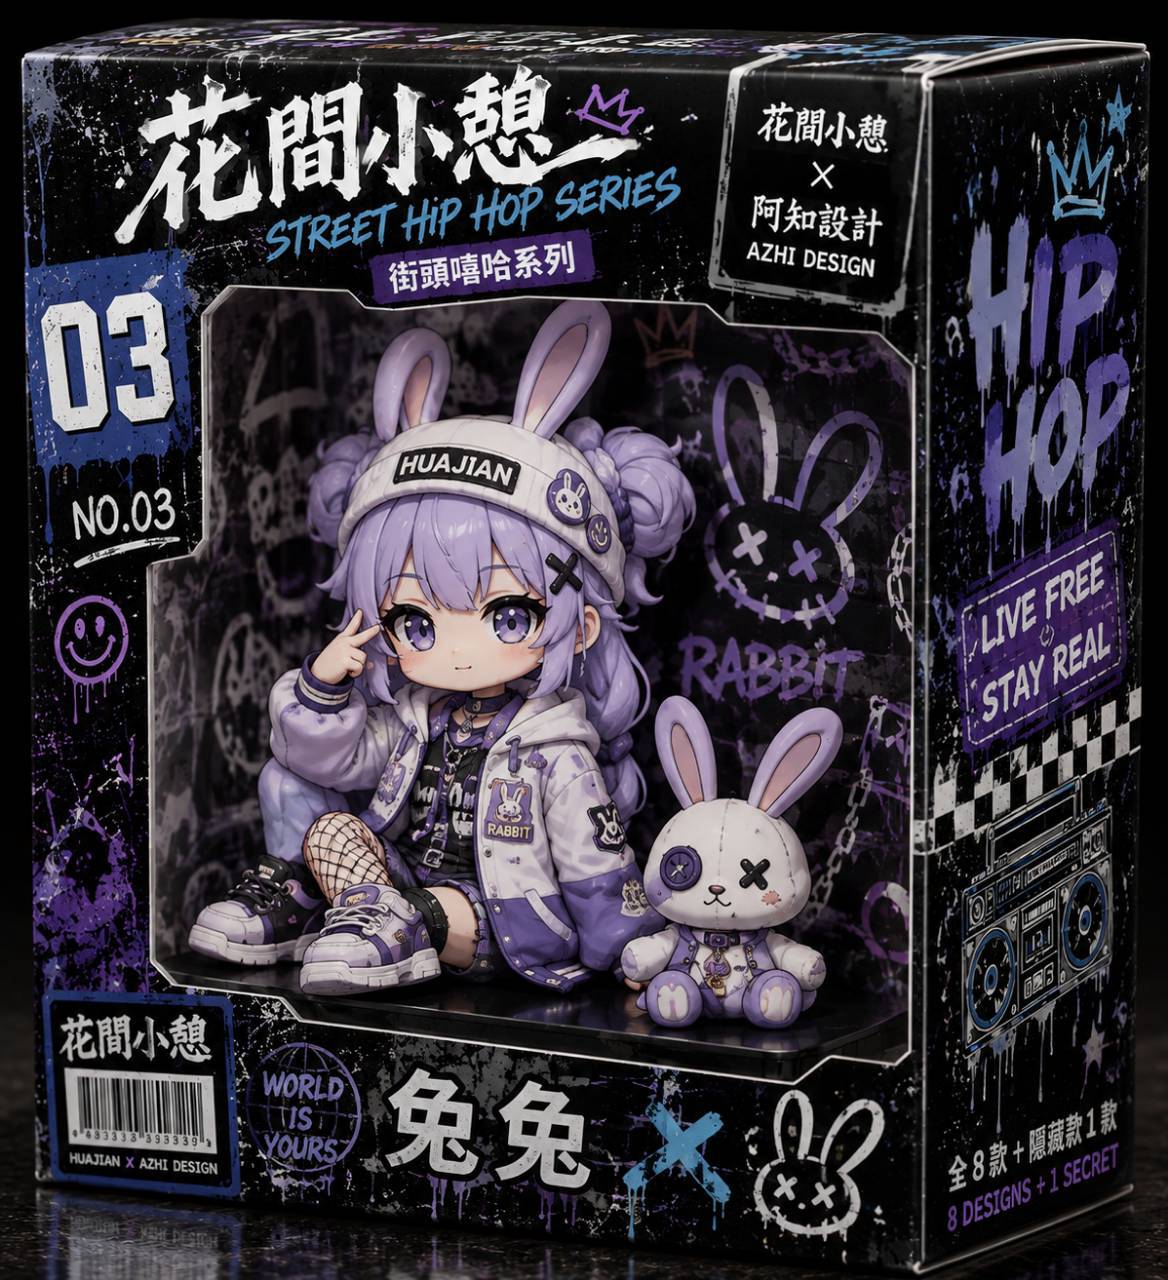 花間小憩
STREET HiP HOP SERiES
街頭嘻哈系列
花間小憩
×
阿知設計
AZHI DESIGN
03
NO.03
HUAJIAN
RABBIT
RABBiT
HIP
HOP
LIVE FREE
STAY REAL
花間小憩
HUAJIAN X AZHI DESIGN
WORLD
IS
YOURS
兔兔
全8款+隱藏款1款
8 DESIGNS + 1 SECRET